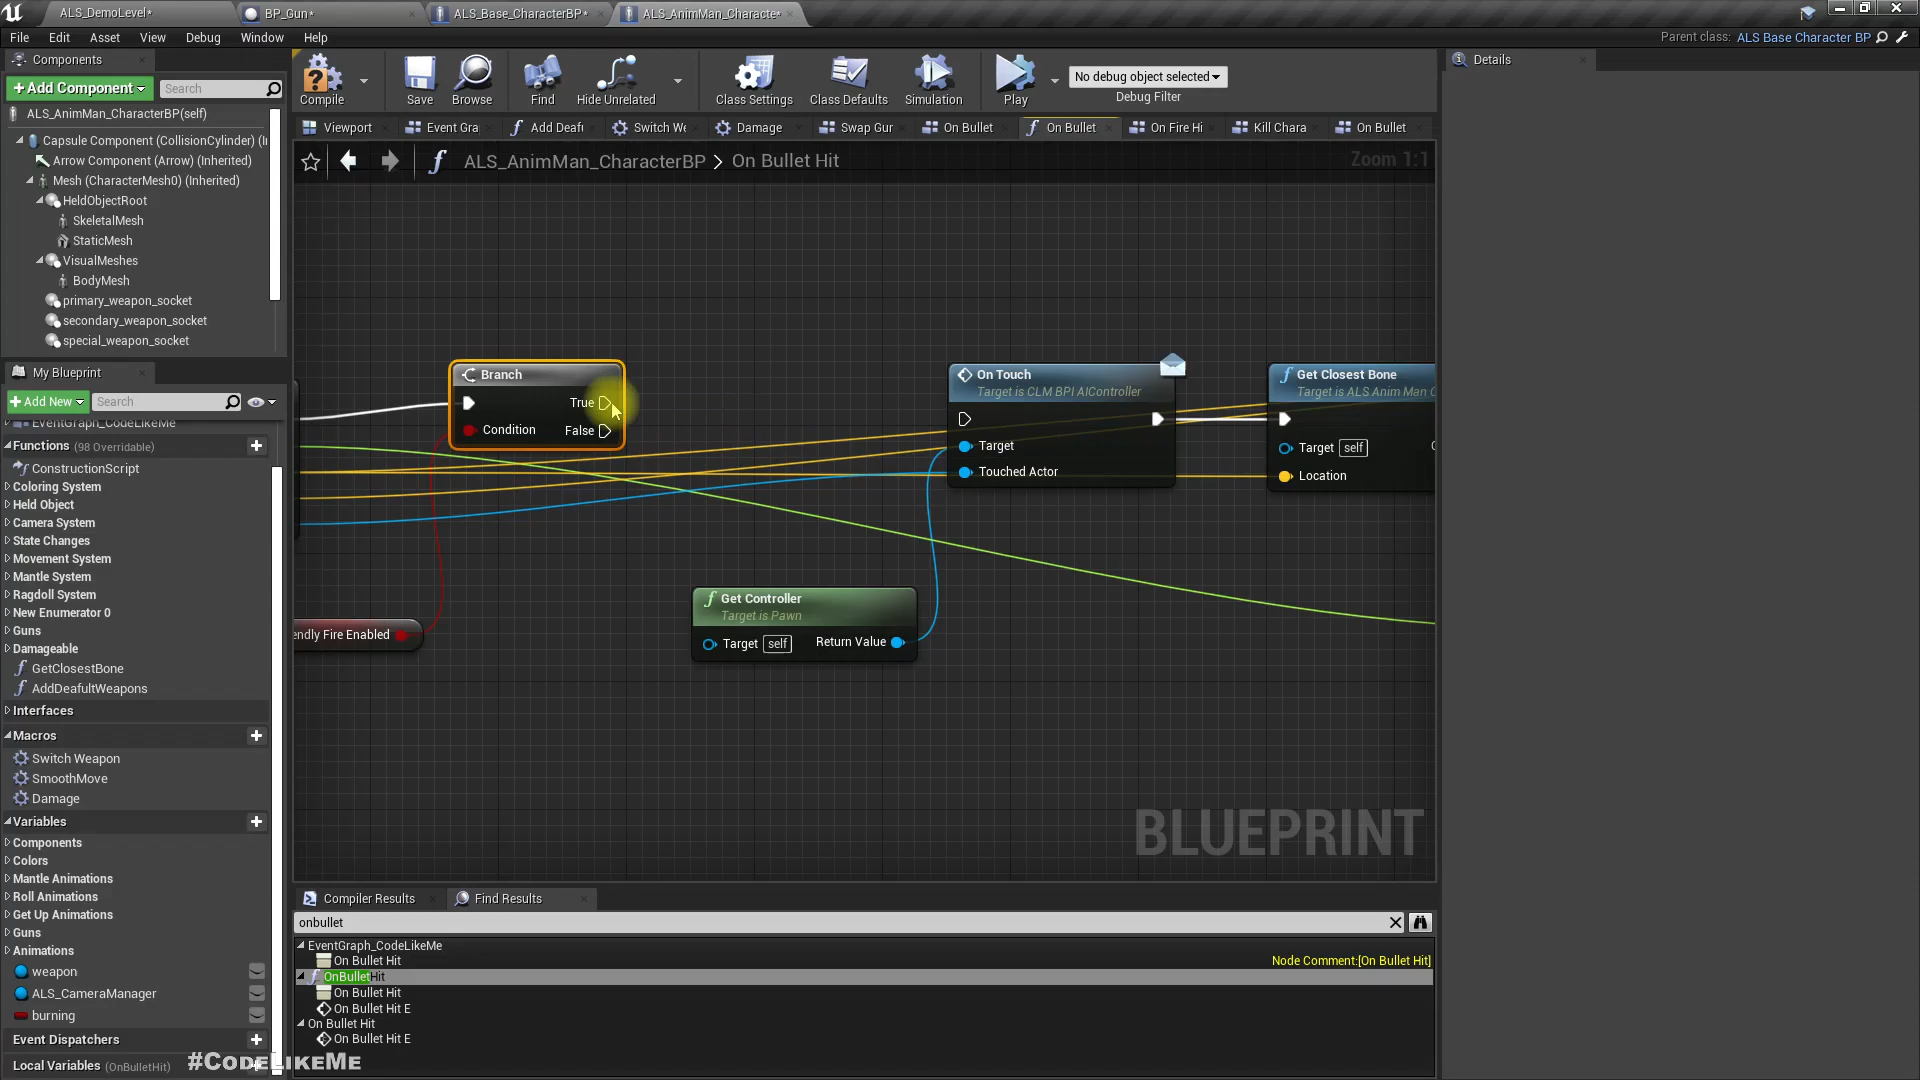 ALS_DemoLevel*
BP_Gun*
ALS_Base_CharacterBP*
ALS_AnimMan_Characte*
File Edit Asset View Debug Window Help
Parent class: ALS Base Character BP
Components
Details
+Add Component
Search
ALS_AnimMan_CharacterBP(self)
Capsule Component (CollisionCylinder) (I
Arrow Component (Arrow) (Inherited)
Mesh (CharacterMesh0) (Inherited)
HeldObjectRoot
SkeletalMesh
StaticMesh
VisualMeshes
BodyMesh
primary_weapon_socket
secondary_weapon_socket
special_weapon_socket
Compile
Save
Browse
Find
Hide Unrelated
Class Settings
Class Defaults
Simulation
Play
No debug object selected
Debug Filter
Viewport
Event Gra
Add Deaf
Switch We
Damage
Swap Gur
On Bullet
On Bullet
On Fire Hi
Kill Chara
On Bullet
ALS_AnimMan_CharacterBP > On Bullet Hit
Zoom 1:1
My Blueprint
+Add New
Search
EventGraph_CodeLikeMe
Functions (98 Overridable)
ConstructionScript
Coloring System
Held Object
Camera System
State Changes
Movement System
Mantle System
Ragdoll System
New Enumerator 0
Guns
Damageable
GetClosestBone
AddDeafultWeapons
Interfaces
Macros
Switch Weapon
SmoothMove
Damage
Variables
Components
Colors
Mantle Animations
Roll Animations
Get Up Animations
Guns
Animations
weapon
ALS_CameraManager
burning
Event Dispatchers
Local Variables (OnBulletHit)
Branch
True
Condition
False
On Touch
Target is CLM BPI AIController
Target
Touched Actor
Get Closest Bone
Target is ALS Anim Man C
Target self
Location
endly Fire Enabled
Get Controller
Target is Pawn
Target self
Return Value
BLUEPRINT
Compiler Results
Find Results
onbullet
EventGraph_CodeLikeMe
On Bullet Hit
Node Comment:[On Bullet Hit]
OnBulletHit
On Bullet Hit
On Bullet Hit E
On Bullet Hit
On Bullet Hit E
#CodeLikeMe